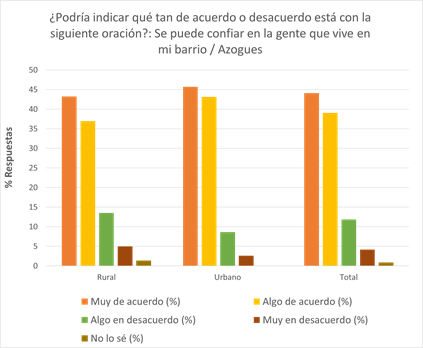 ¿Podría indicar qué tan de acuerdo o desacuerdo está con la
siguiente oración?: Se puede confiar en la gente que vive en
mi barrio / Azogues
% Respuestas
50
45
40
35
30
25
20
15
10
5
0
Rural Urbano Total
Muy de acuerdo (%) Algo de acuerdo (%)
Algo en desacuerdo (%) Muy en desacuerdo (%)
No lo sé (%)